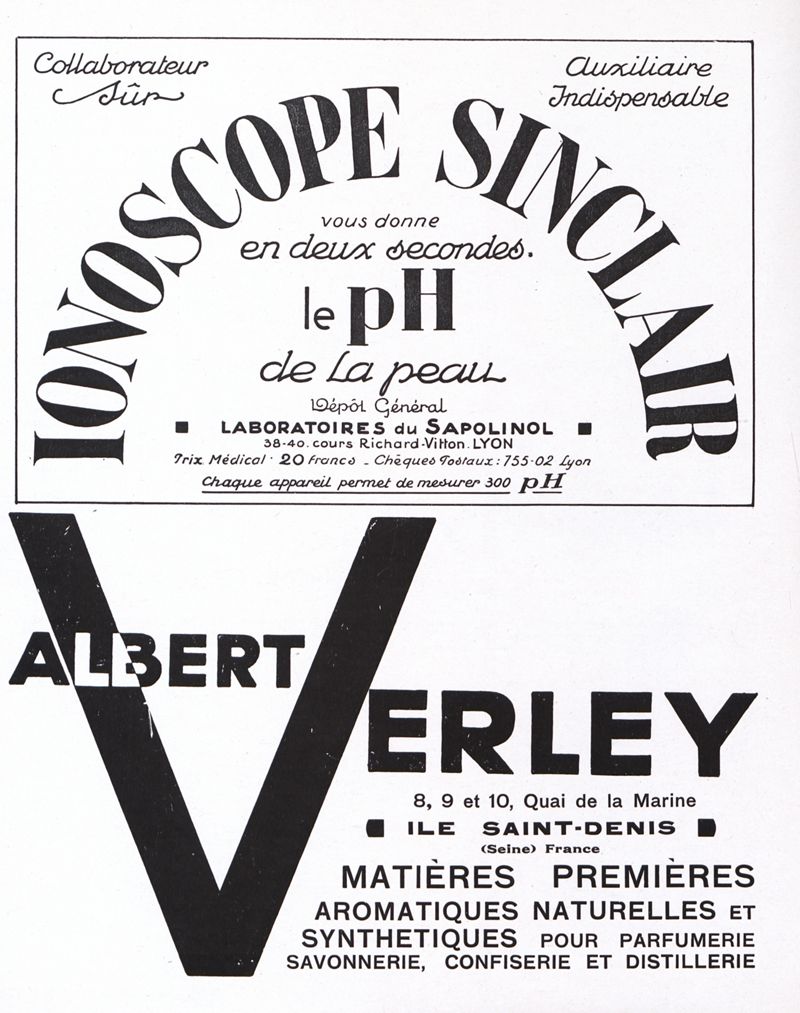 Collaborateur
Sûr
Auxiliaire
Indispensable
IONOSCOPE SINCLAIR
vous donne
en deux secondes.
le pH
de la peau
Dépôt Général
LABORATOIRES du SAPOLINOL
38-40. cours Richard-Vitton. LYON
Prix Médical · 20 francs - Chèques Postaux: 755-02 Lyon
Chaque appareil permet de mesurer 300 pH
ALBERT
VERLEY
8, 9 et 10, Quai de la Marine
ILE SAINT-DENIS
(Seine) France
MATIÈRES PREMIÈRES
AROMATIQUES NATURELLES ET
SYNTHETIQUES POUR PARFUMERIE
SAVONNERIE, CONFISERIE ET DISTILLERIE